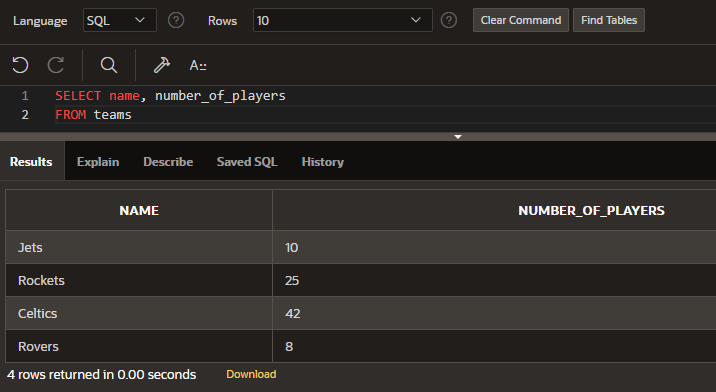 Language SQL ? Rows 10 ? Clear Command Find Tables
A::
1 SELECT name, number_of_players
2 FROM teams
Results Explain Describe Saved SQL History
NAME NUMBER_OF_PLAYERS
Jets 10
Rockets 25
Celtics 42
Rovers 8
4 rows returned in 0.00 seconds Download